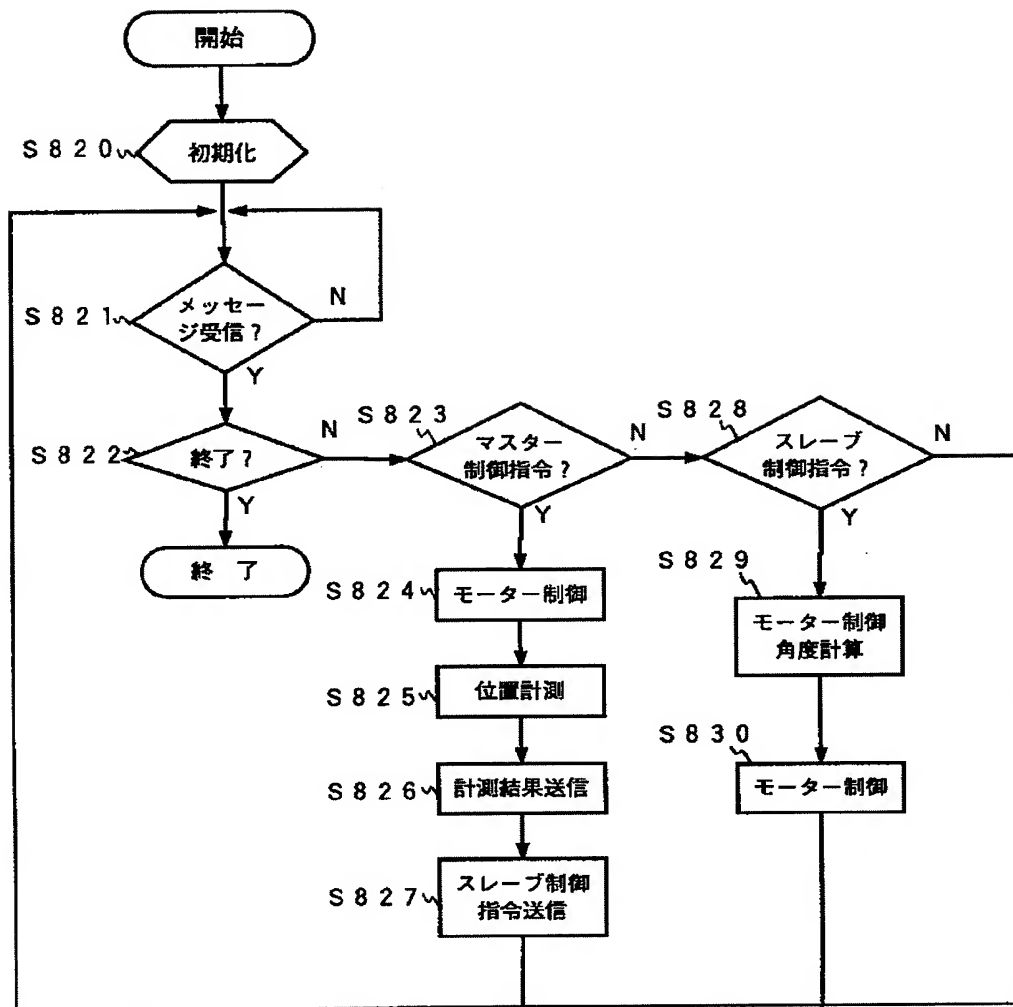 開始
S820
初期化
S821
メッセー
ジ受信?
N
Y
S822
終了?
N
Y
終 了
S823
マスター
制御指令?
N
Y
S824
モーター制御
S825
位置計測
S826
計測結果送信
S827
スレーブ制御
指令送信
S828
スレーブ
制御指令?
N
Y
S829
モーター制御
角度計算
S830
モーター制御